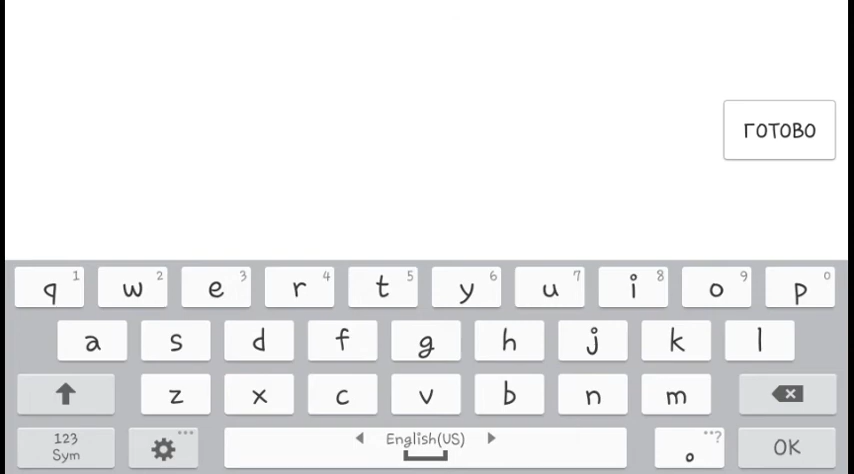 ГОТОВО
q 1 w 2 e 3 r 4 t 5 y 6 u 7 i 8 o 9 p 0
a s d f g h j k l
z x c v b n m
123 Sym English(US) . ? OK